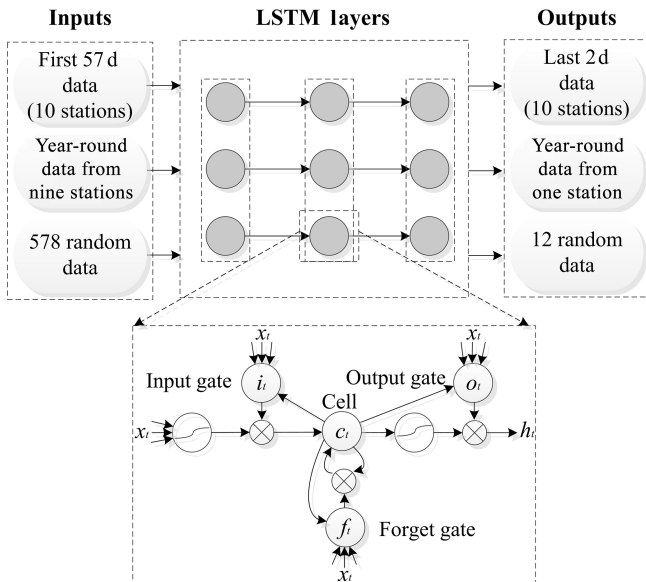 Inputs
LSTM layers
Outputs
First 57 d
data
(10 stations)
Last 2 d
data
(10 stations)
Year-round
data from
nine stations
Year-round
data from
one station
578 random
data
12 random
data
xₜ
xₜ
Input gate
iₜ
Output gate
oₜ
Cell
xₜ
cₜ
hₜ
fₜ
Forget gate
xₜ